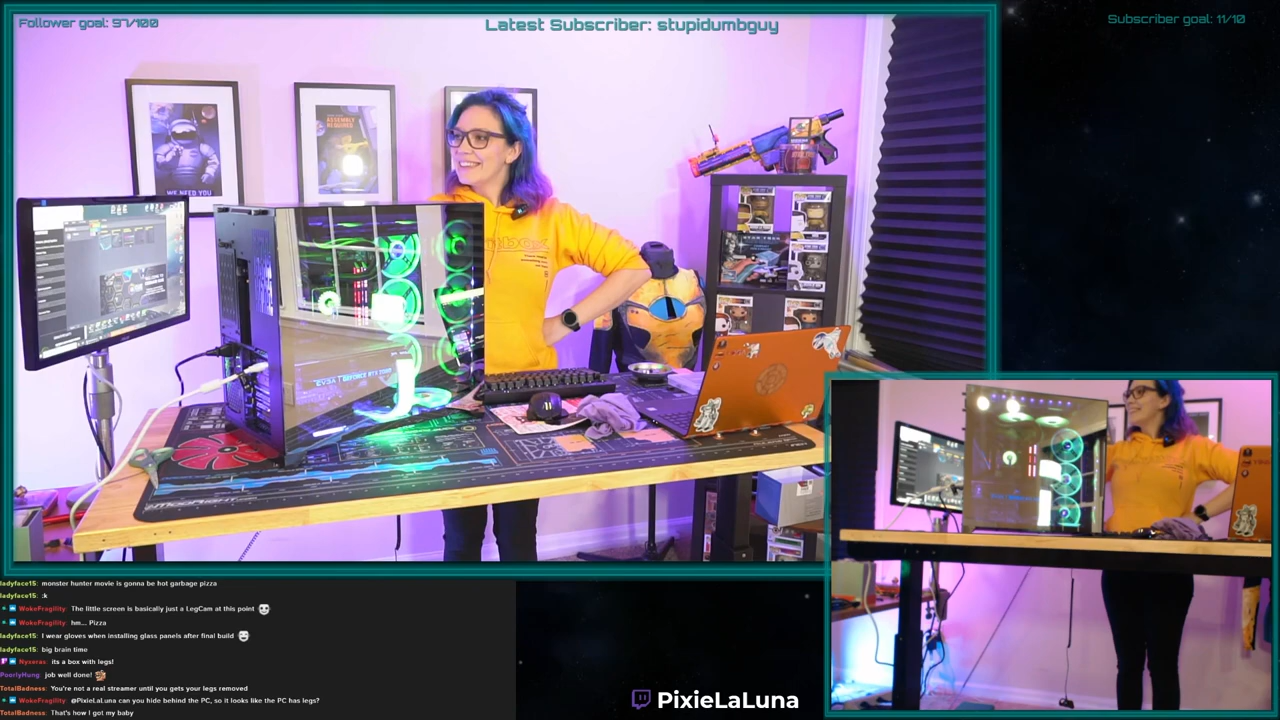 Follower goal: 97/100
Latest Subscriber: stupidumbguy
Subscriber goal: 11/10
ASSEMBLY
REQUIRED
WE NEED YOU
EVGA GEFORCE RTX
ladyface15: monster hunter movie is gonna be hot garbage pizza
ladyface15: :k
WokeFragility: The little screen is basically just a LegCam at this point
WokeFragility: hm... Pizza
ladyface15: I wear gloves when installing glass panels after final build
ladyface15: big brain time
Nyseras: its a box with legs!
PoorlyHung: job well done!
TotalBadness: You're not a real streamer until you gets your legs removed
WokeFragility: @PixieLaLuna can you hide behind the PC, so it looks like the PC has legs?
TotalBadness: That's how I got my baby
PixieLaLuna